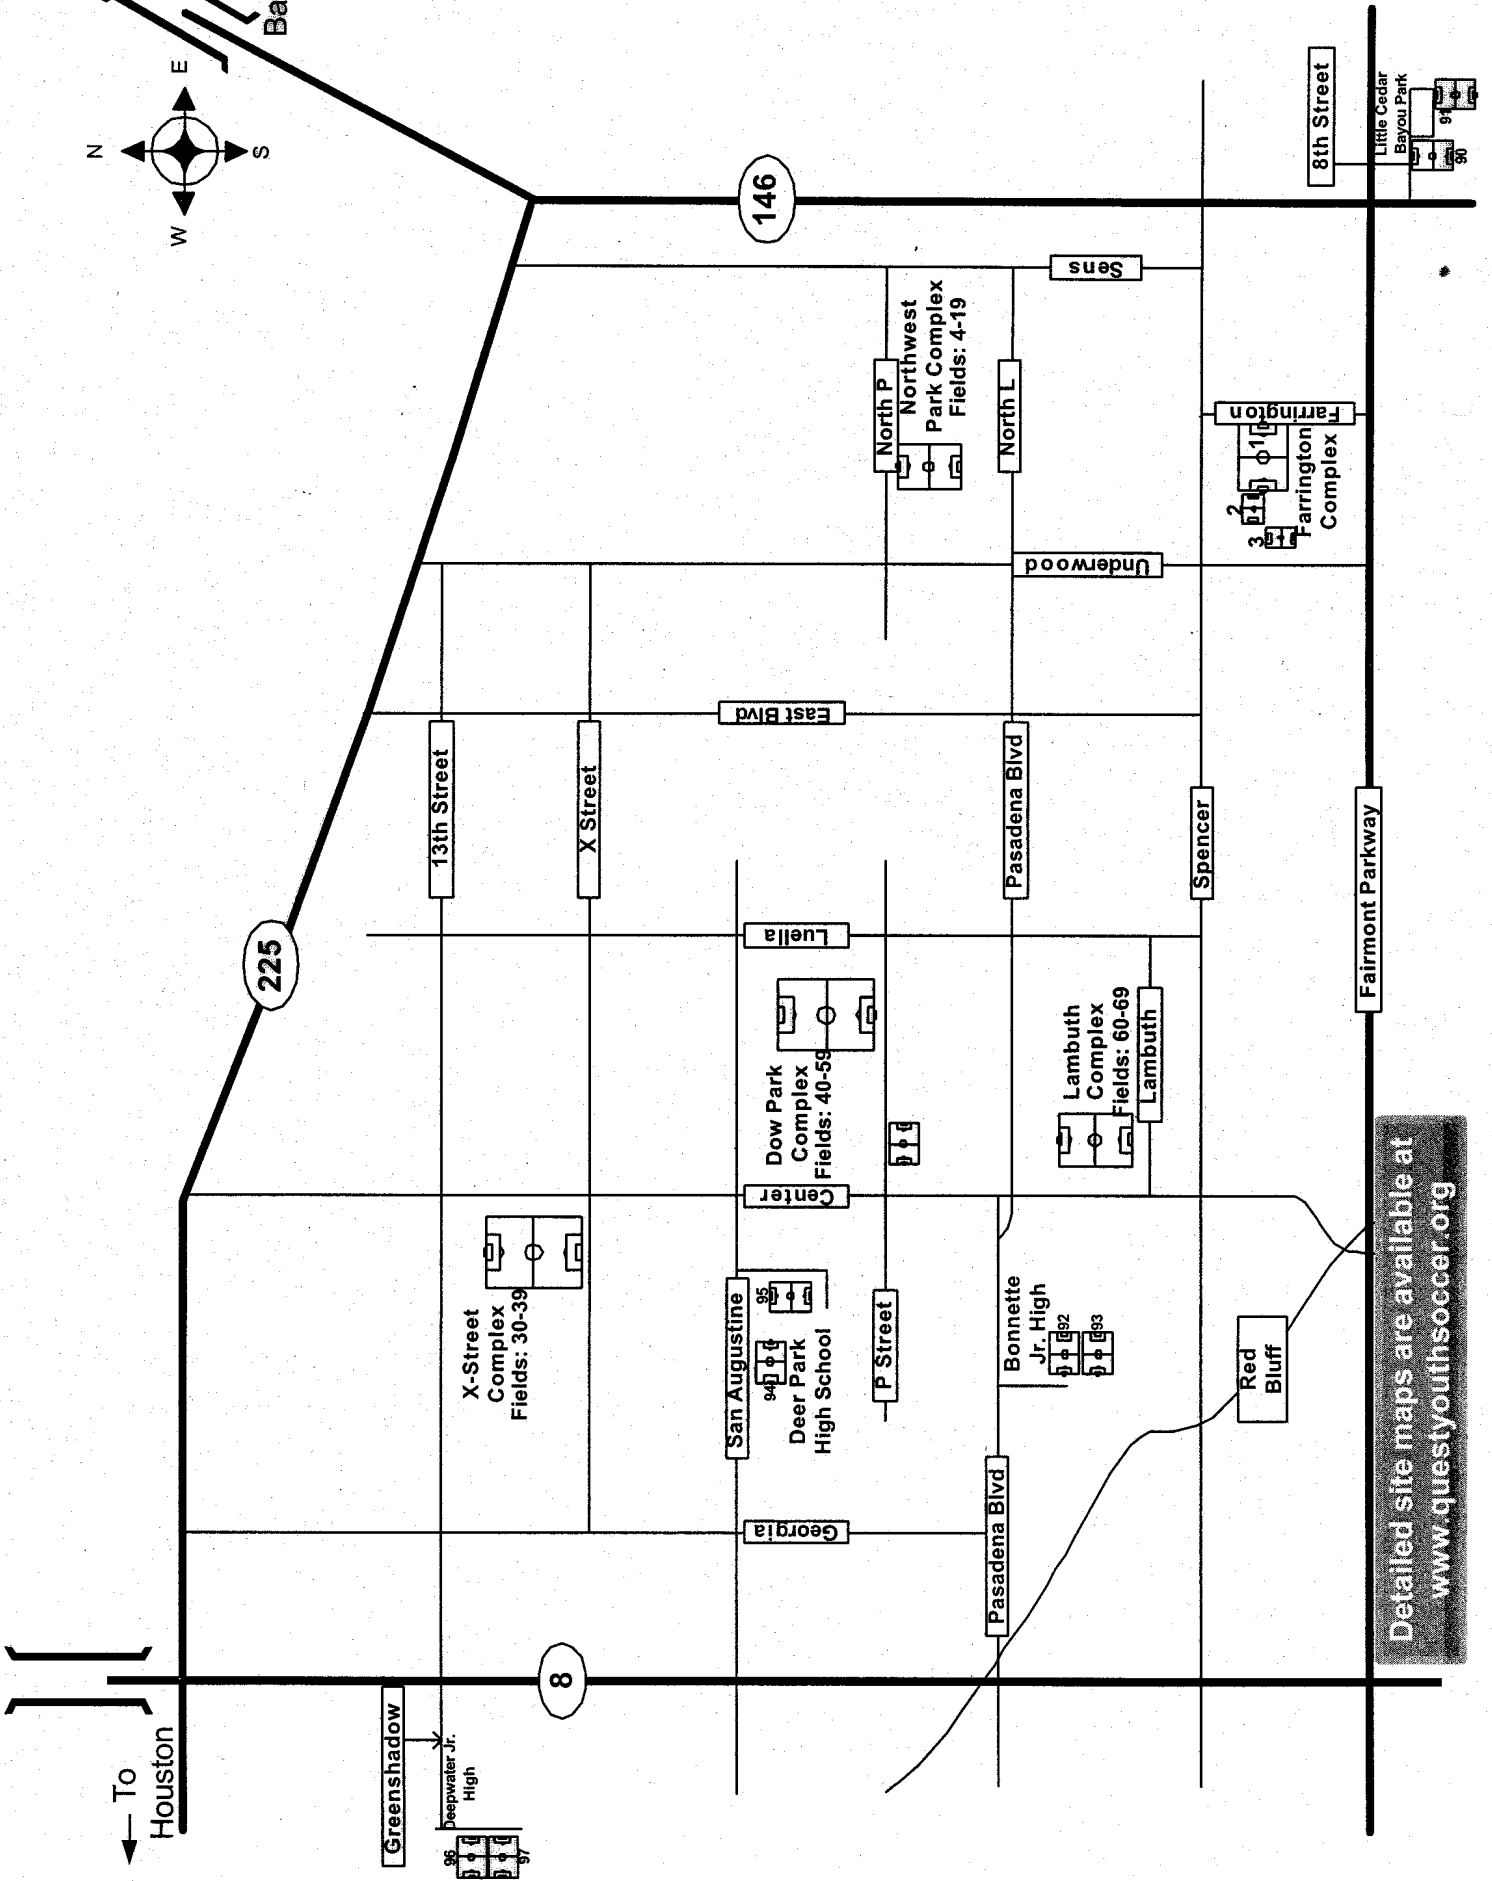 To
Houston
Ba
N
E
S
W
225
146
8
Greenshadow
Deepwater Jr.
High
96
97
13th Street
X Street
X-Street
Complex
Fields: 30-39
San Augustine
94
95
Deer Park
High School
Georgia
Center
Luella
East Blvd
Underwood
Sens
Dow Park
Complex
Fields: 40-59
P Street
North P
Northwest
Park Complex
Fields: 4-19
North L
Pasadena Blvd
Pasadena Blvd
Bonnette
Jr. High
92
93
Lambuth
Complex
Fields: 60-69
Lambuth
Spencer
Red
Bluff
Farrington
1
2
3
Farrington
Complex
Fairmont Parkway
8th Street
Little Cedar
Bayou Park
90
91
Detailed site maps are available at
www.questyouthsoccer.org